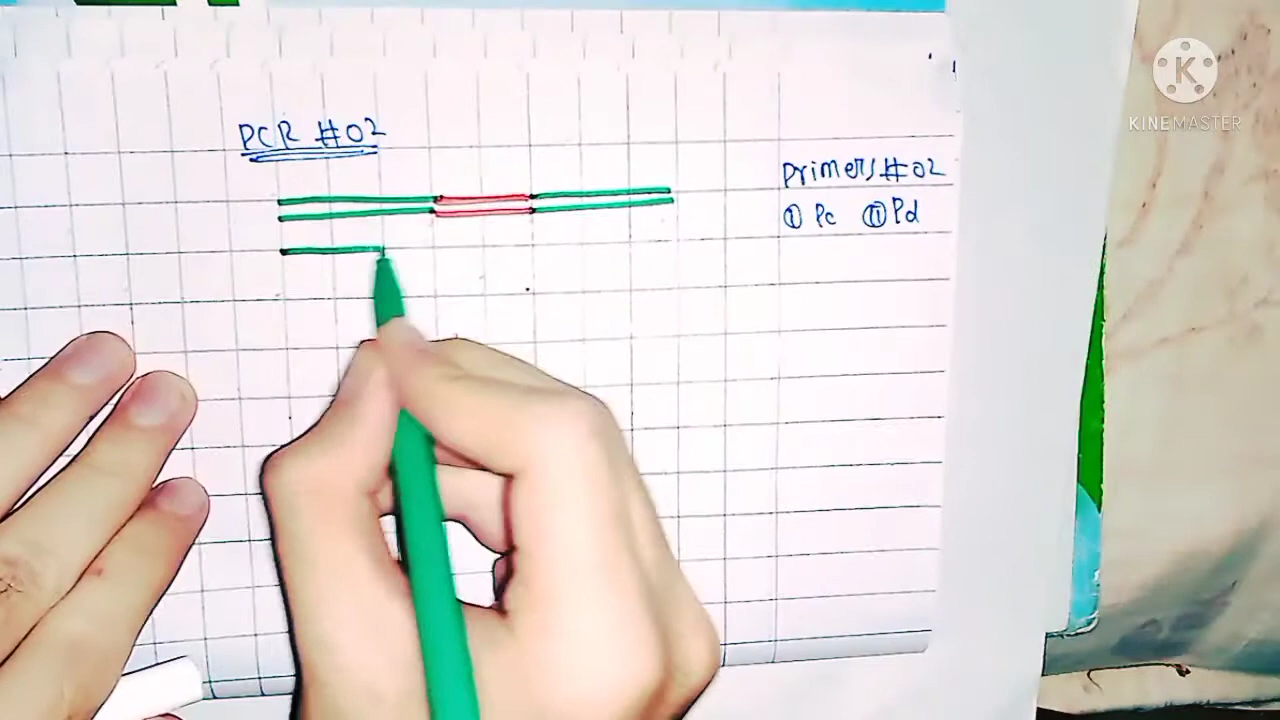 PCR #02
Primers #02
① Pc ⑪ Pd
K
KINEMASTER